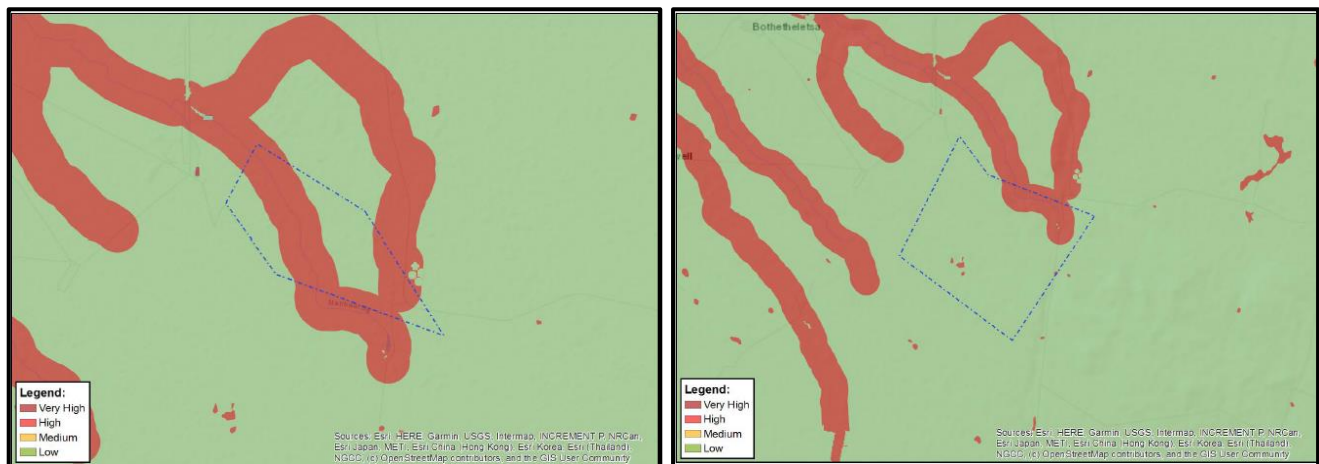 Legend:
Very High
High
Medium
Low
Sources: Esri, HERE, Garmin, USGS, Intermap, INCREMENT P, NRCan,
Esri Japan, METI, Esri China (Hong Kong), Esri Korea, Esri (Thailand),
NGCC, (c) OpenStreetMap contributors, and the GIS User Community
Bothetheletsa
ell
Legend:
Very High
High
Medium
Low
Sources: Esri, HERE, Garmin, USGS, Intermap, INCREMENT P, NRCan,
Esri Japan, METI, Esri China (Hong Kong), Esri Korea, Esri (Thailand),
NGCC, (c) OpenStreetMap contributors, and the GIS User Community